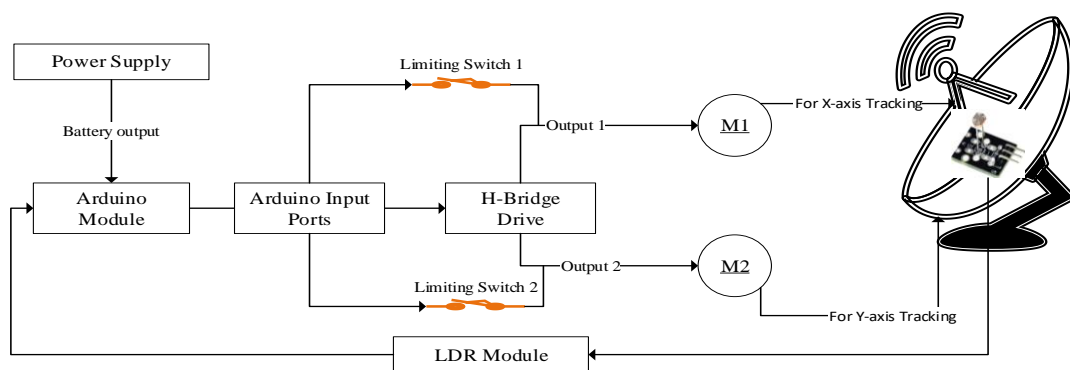 Power Supply
Battery output
Arduino
Module
Arduino Input
Ports
Limiting Switch 1
H-Bridge
Drive
Limiting Switch 2
Output 1
Output 2
M1
M2
For X-axis Tracking
For Y-axis Tracking
LDR Module